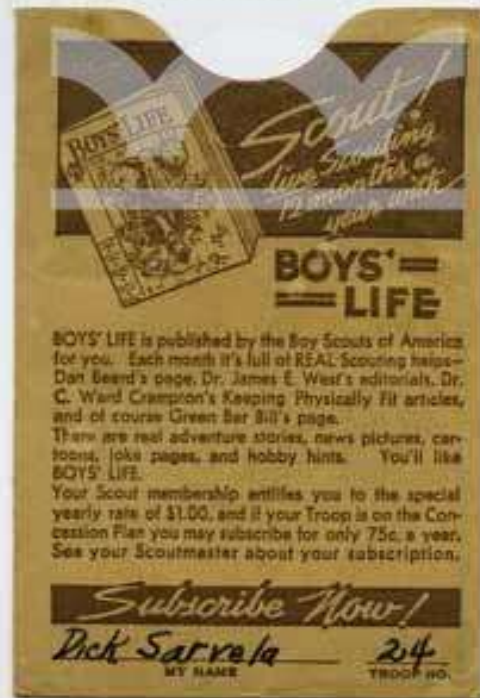 BOYS' LIFE
Scout!
live Scouting
12 months a
year with
BOYS'
LIFE
BOYS' LIFE is published by the Boy Scouts of America
for you. Each month it's full of REAL Scouting helps—
Dan Beard's page, Dr. James E. West's editorials, Dr.
C. Ward Crampton's Keeping Physically Fit articles,
and of course Green Bar Bill's page.
There are real adventure stories, news pictures, car-
toons, joke pages, and hobby hints. You'll like
BOYS' LIFE.
Your Scout membership entitles you to the special
yearly rate of $1.00, and if your Troop is on the Con-
cession Plan you may subscribe for only 75c. a year.
See your Scoutmaster about your subscription.
Subscribe Now!
Dick Sarvela 24
MY NAME TROOP NO.